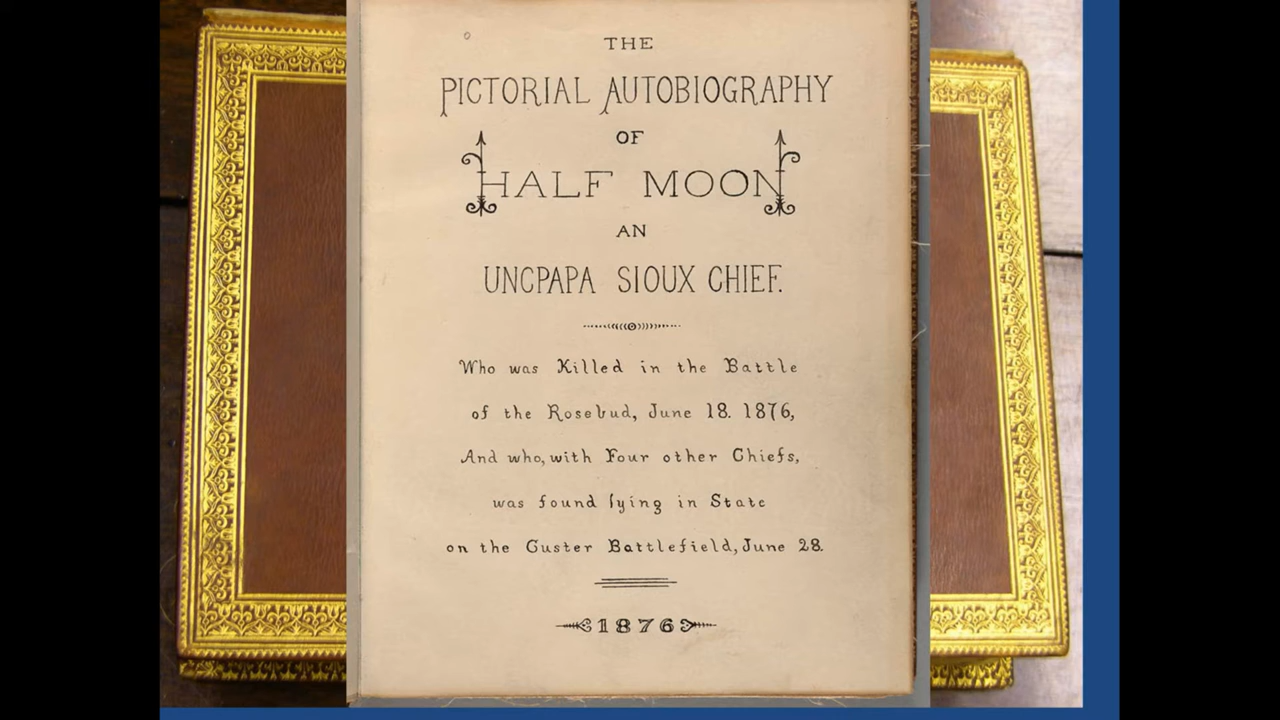 THE
PICTORIAL AUTOBIOGRAPHY
OF
HALF MOON
AN
UNCPAPA SIOUX CHIEF.
Who was Killed in the Battle
of the Rosebud, June 18. 1876,
And who, with Four other Chiefs,
was found lying in State
on the Custer Battlefield, June 28.
1876